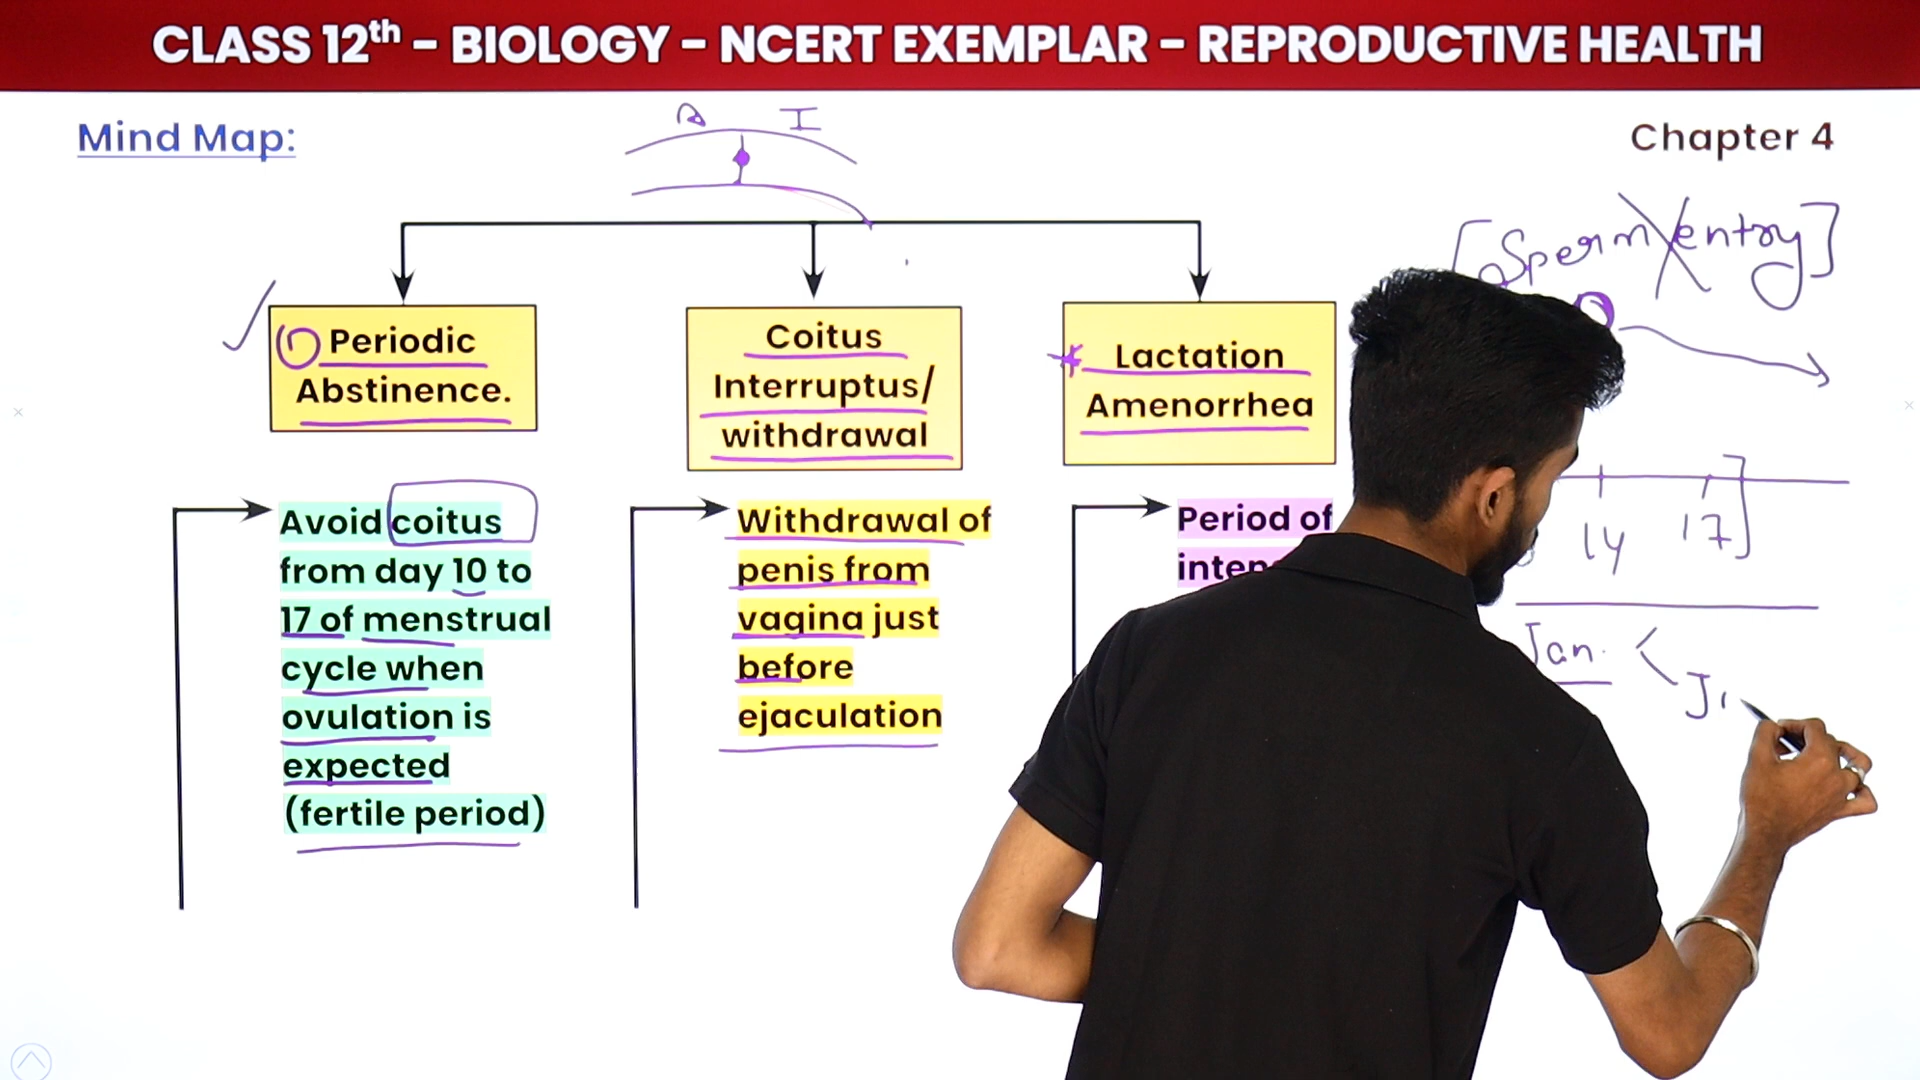 CLASS 12th – BIOLOGY – NCERT EXEMPLAR – REPRODUCTIVE HEALTH
Mind Map:
I
Chapter 4
[Sperm entry]
1 Periodic
Abstinence.
Coitus
Interruptus/
withdrawal
Lactation
Amenorrhea
Avoid coitus
from day 10 to
17 of menstrual
cycle when
ovulation is
expected
(fertile period)
Withdrawal of
penis from
vagina just
before
ejaculation
Period of
14 17]
Jan.